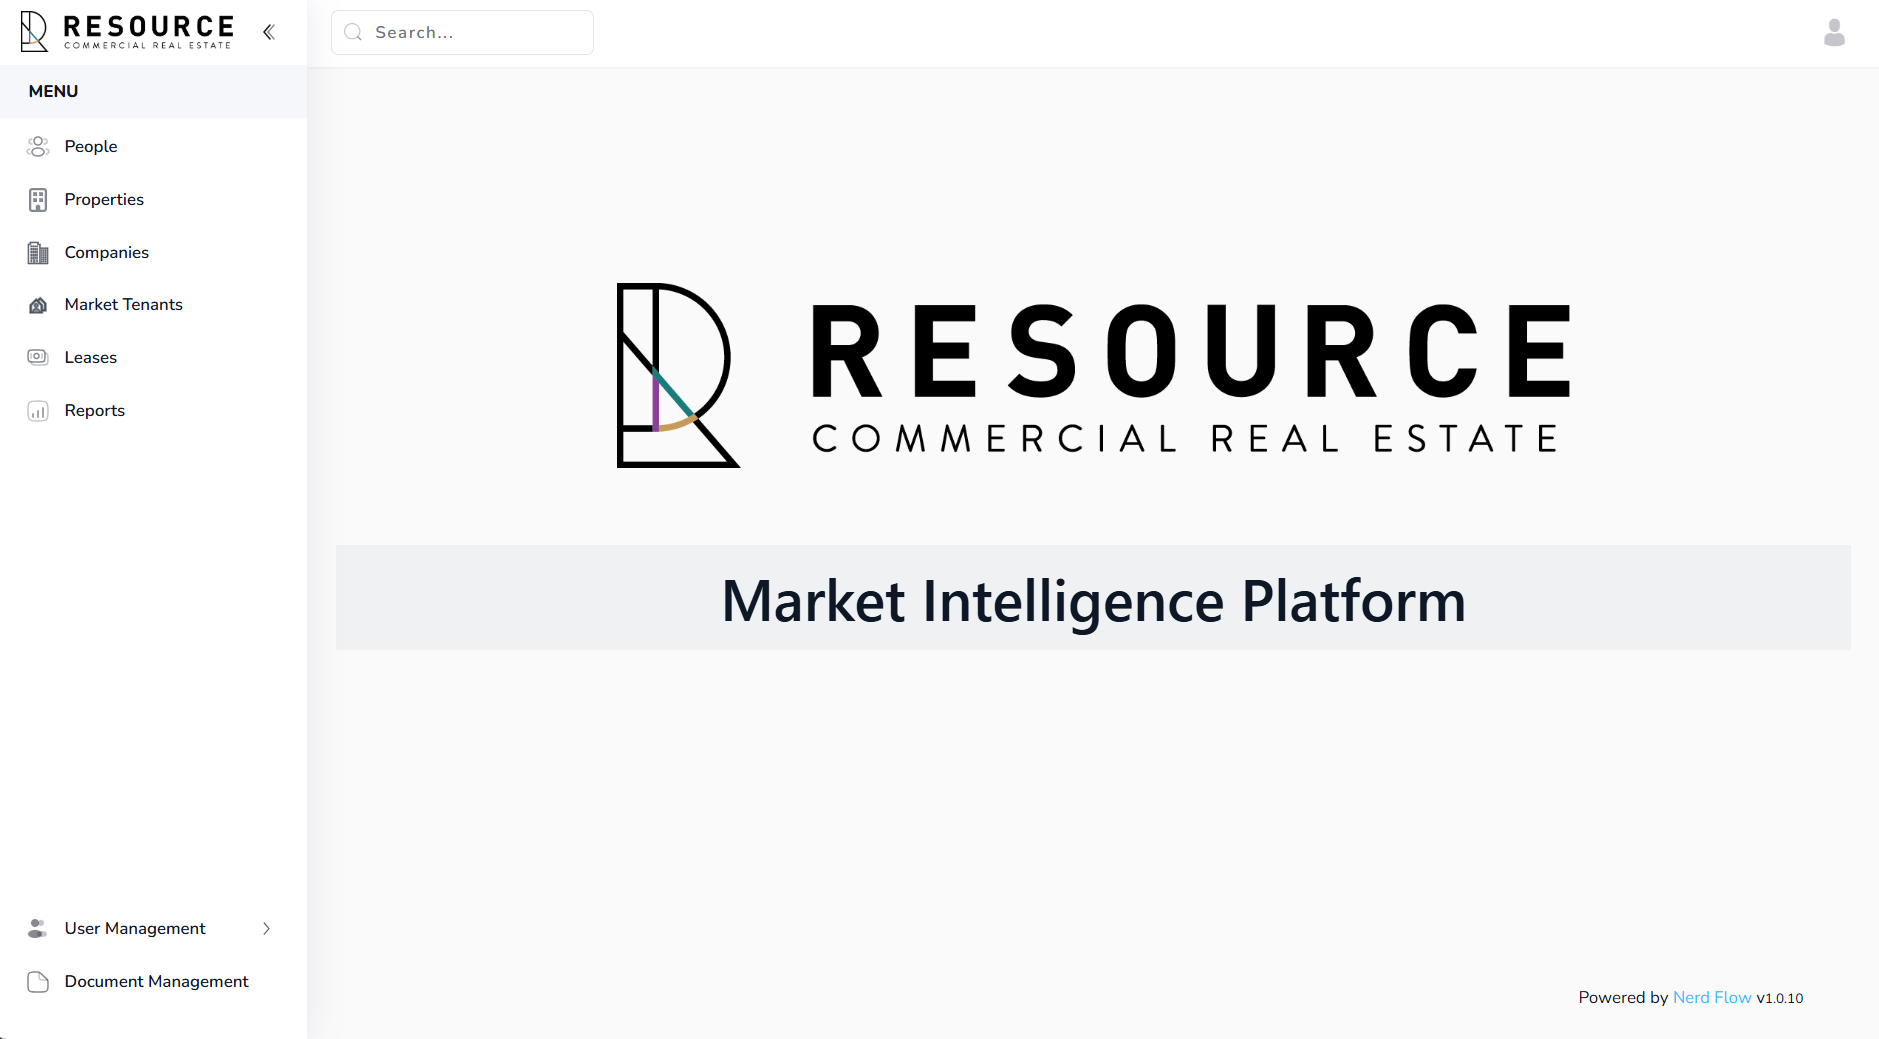 RESOURCE
COMMERCIAL REAL ESTATE
Search...
MENU
People
Properties
Companies
Market Tenants
Leases
Reports
RESOURCE
COMMERCIAL REAL ESTATE
Market Intelligence Platform
User Management
Document Management
Powered by Nerd Flow v1.0.10